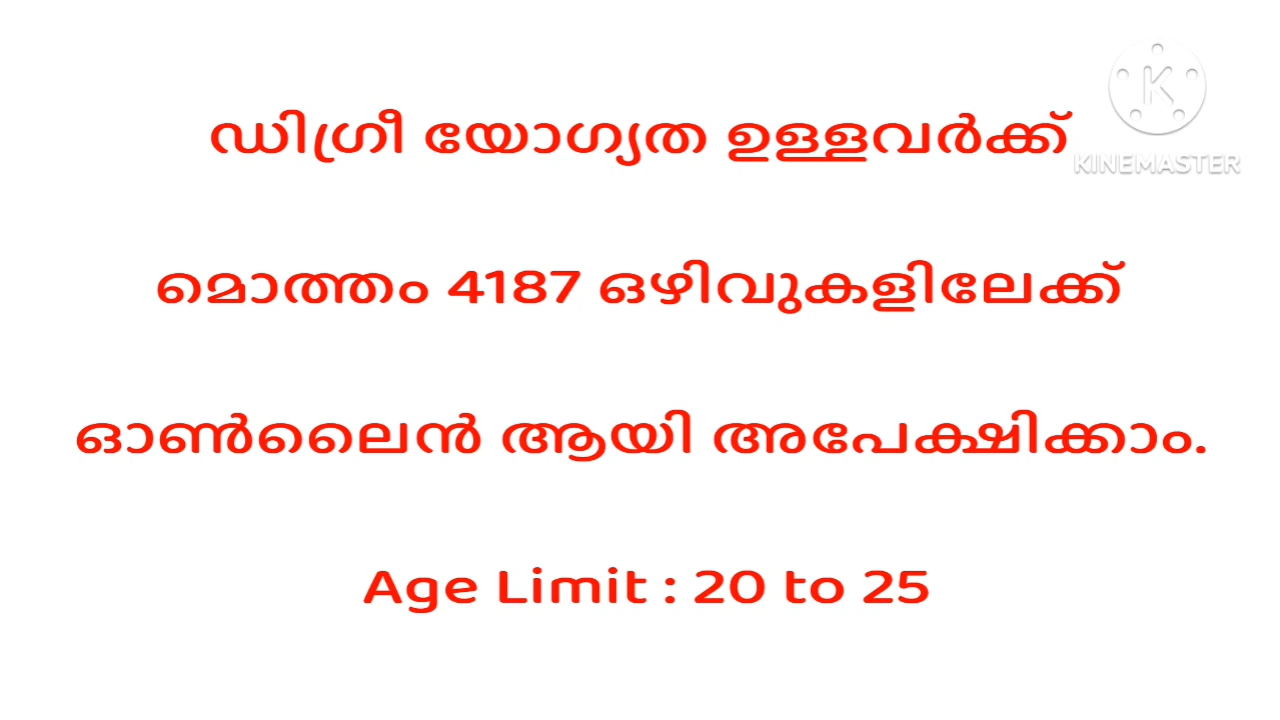 ഡിഗ്രീ യോഗ്യത ഉള്ളവർക്ക്
KINEMASTER
മൊത്തം 4187 ഒഴിവുകളിലേക്ക്
ഓൺലൈൻ ആയി അപേക്ഷിക്കാം.
Age Limit : 20 to 25